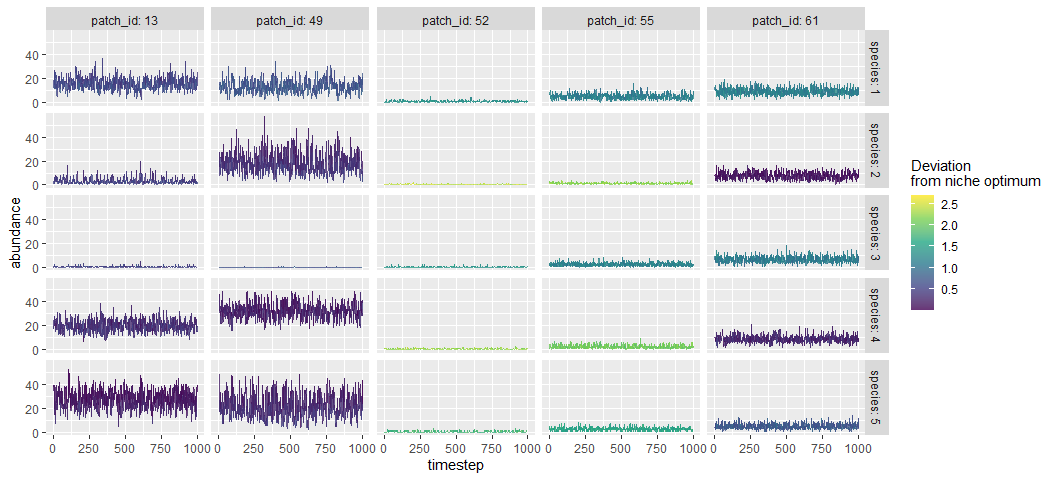 patch_id: 13 patch_id: 49 patch_id: 52 patch_id: 55 patch_id: 61
40
20
0
species: 1
40
20
0
species: 2
40
20
0
species: 3
40
20
0
species: 4
40
20
0
species: 5
abundance
0 250 500 750 1000 0 250 500 750 1000 0 250 500 750 1000 0 250 500 750 1000 0 250 500 750 1000
timestep
Deviation
from niche optimum
2.5
2.0
1.5
1.0
0.5